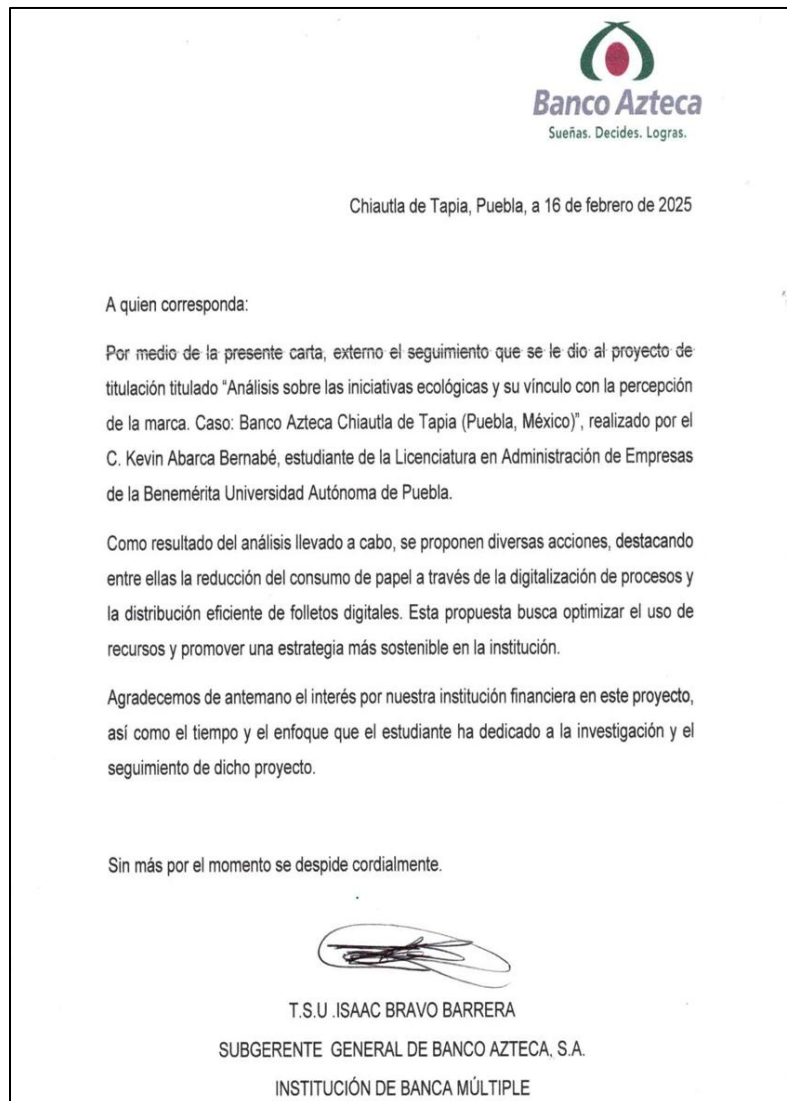 Banco Azteca
Sueñas. Decides. Logras.
Chiautla de Tapia, Puebla, a 16 de febrero de 2025
A quien corresponda:
Por medio de la presente carta, externo el seguimiento que se le dio al proyecto de
titulación titulado “Análisis sobre las iniciativas ecológicas y su vínculo con la percepción
de la marca. Caso: Banco Azteca Chiautla de Tapia (Puebla, México)”, realizado por el
C. Kevin Abarca Bernabé, estudiante de la Licenciatura en Administración de Empresas
de la Benemérita Universidad Autónoma de Puebla.
Como resultado del análisis llevado a cabo, se proponen diversas acciones, destacando
entre ellas la reducción del consumo de papel a través de la digitalización de procesos y
la distribución eficiente de folletos digitales. Esta propuesta busca optimizar el uso de
recursos y promover una estrategia más sostenible en la institución.
Agradecemos de antemano el interés por nuestra institución financiera en este proyecto,
así como el tiempo y el enfoque que el estudiante ha dedicado a la investigación y el
seguimiento de dicho proyecto.
Sin más por el momento se despide cordialmente.
T.S.U .ISAAC BRAVO BARRERA
SUBGERENTE GENERAL DE BANCO AZTECA, S.A.
INSTITUCIÓN DE BANCA MÚLTIPLE